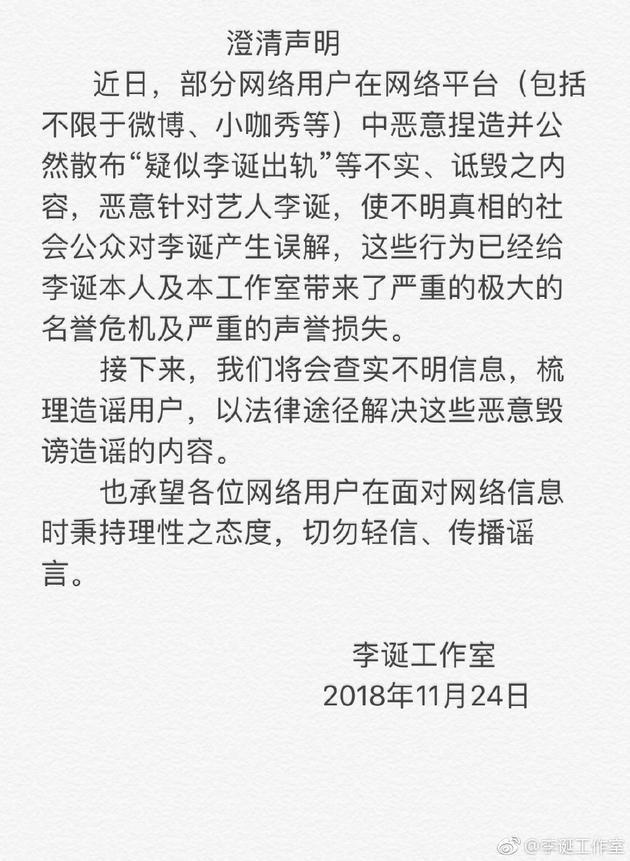 澄清声明
近日，部分网络用户在网络平台（包括
不限于微博、小咖秀等）中恶意捏造并公
然散布“疑似李诞出轨”等不实、诋毁之内
容，恶意针对艺人李诞，使不明真相的社
会公众对李诞产生误解，这些行为已经给
李诞本人及本工作室带来了严重的极大的
名誉危机及严重的声誉损失。
接下来，我们将会查实不明信息，梳
理造谣用户，以法律途径解决这些恶意毁
谤造谣的内容。
也承望各位网络用户在面对网络信息
时秉持理性之态度，切勿轻信、传播谣
言。
李诞工作室
2018年11月24日
@李诞工作室